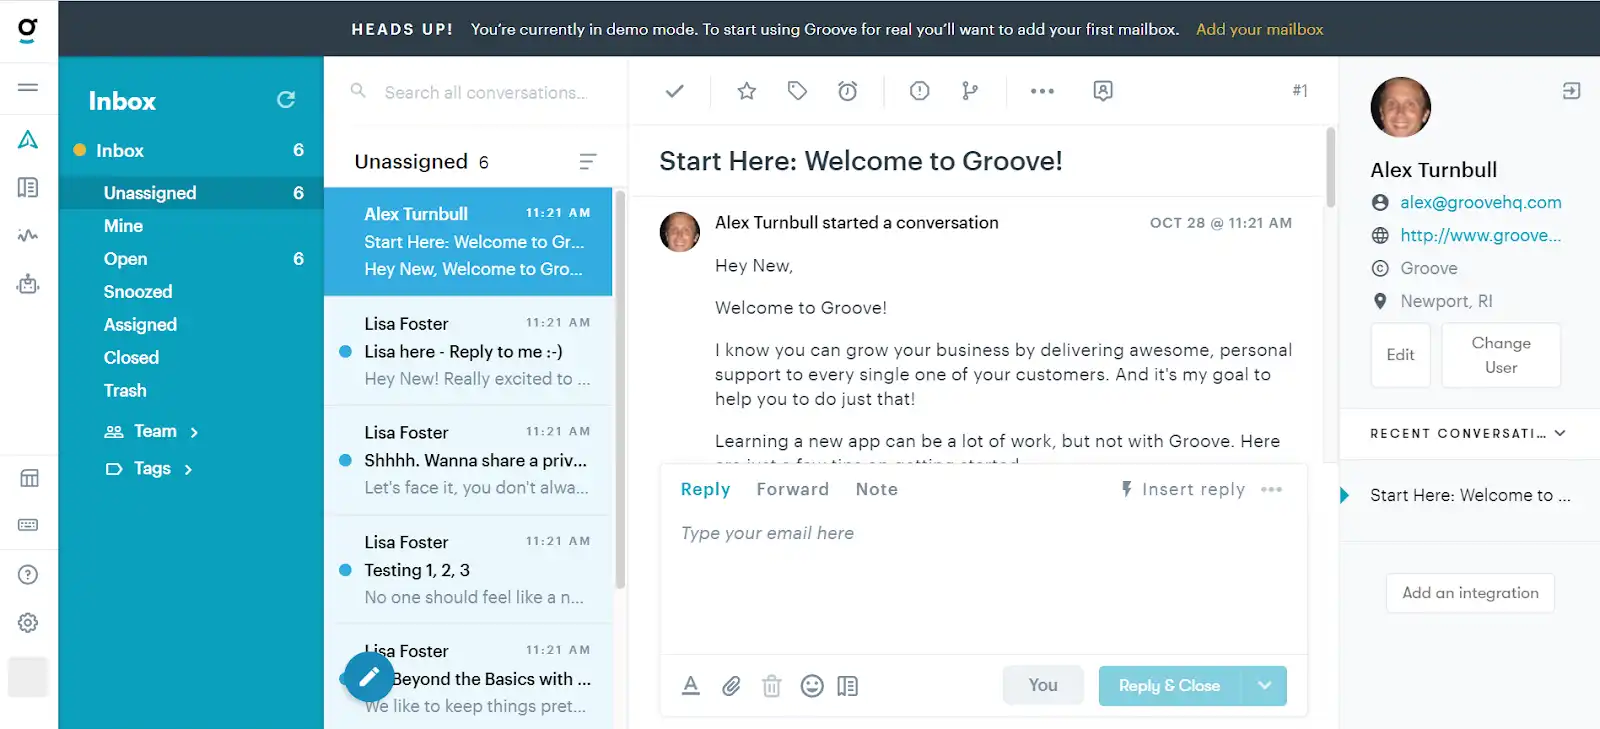 g
HEADS UP! You're currently in demo mode. To start using Groove for real you'll want to add your first mailbox. Add your mailbox
Inbox
Inbox 6
Unassigned 6
Mine
Open 6
Snoozed
Assigned
Closed
Trash
Team
Tags
Search all conversations...
Unassigned 6
Alex Turnbull 11:21 AM
Start Here: Welcome to Gr...
Hey New, Welcome to Gro...
Lisa Foster 11:21 AM
Lisa here - Reply to me :-)
Hey New! Really excited to ...
Lisa Foster 11:21 AM
Shhhh. Wanna share a priv...
Let's face it, you don't alwa...
Lisa Foster 11:21 AM
Testing 1, 2, 3
No one should feel like a n...
Lisa Foster 11:21 AM
Beyond the Basics with ...
We like to keep things pret...
#1
Start Here: Welcome to Groove!
Alex Turnbull started a conversation OCT 28 @ 11:21 AM
Hey New,
Welcome to Groove!
I know you can grow your business by delivering awesome, personal
support to every single one of your customers. And it's my goal to
help you to do just that!
Learning a new app can be a lot of work, but not with Groove. Here
are just a few tips on getting started
Reply Forward Note Insert reply
Type your email here
You Reply & Close
Alex Turnbull
alex@groovehq.com
http://www.groove...
Groove
Newport, RI
Edit
Change
User
RECENT CONVERSATI...
Start Here: Welcome to ...
Add an integration